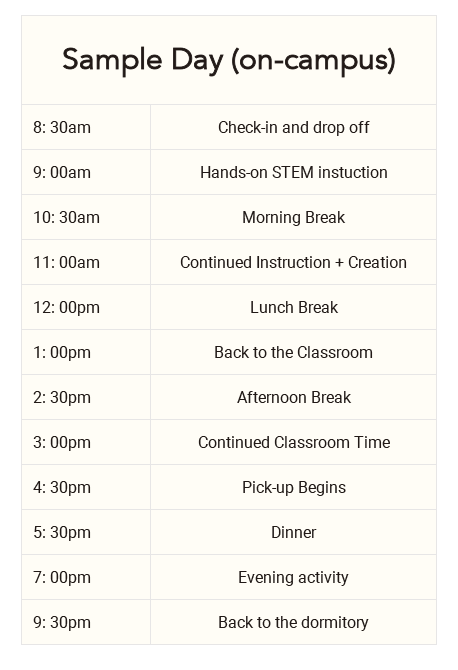 Sample Day (on-campus)
8: 30am Check-in and drop off
9: 00am Hands-on STEM instuction
10: 30am Morning Break
11: 00am Continued Instruction + Creation
12: 00pm Lunch Break
1: 00pm Back to the Classroom
2: 30pm Afternoon Break
3: 00pm Continued Classroom Time
4: 30pm Pick-up Begins
5: 30pm Dinner
7: 00pm Evening activity
9: 30pm Back to the dormitory